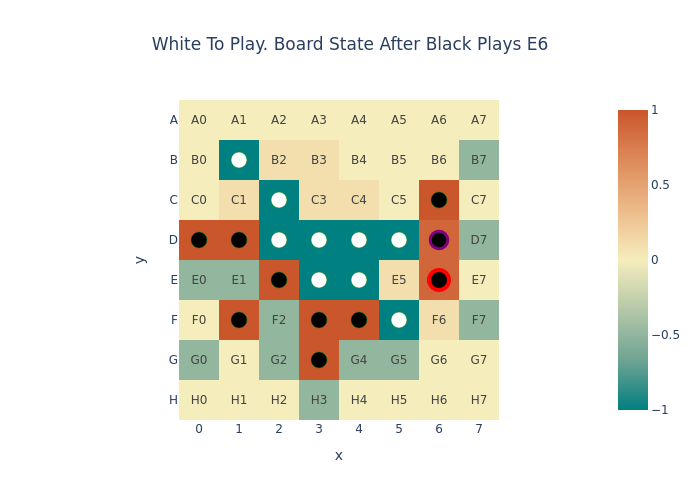 White To Play. Board State After Black Plays E6
A A0 A1 A2 A3 A4 A5 A6 A7
B B0 B2 B3 B4 B5 B6 B7
C C0 C1 C3 C4 C5 C7
D D7
E E0 E1 E5 E7
F F0 F2 F6 F7
G G0 G1 G2 G4 G5 G6 G7
H H0 H1 H2 H3 H4 H5 H6 H7
0 1 2 3 4 5 6 7
x
y
1
0.5
0
−0.5
−1